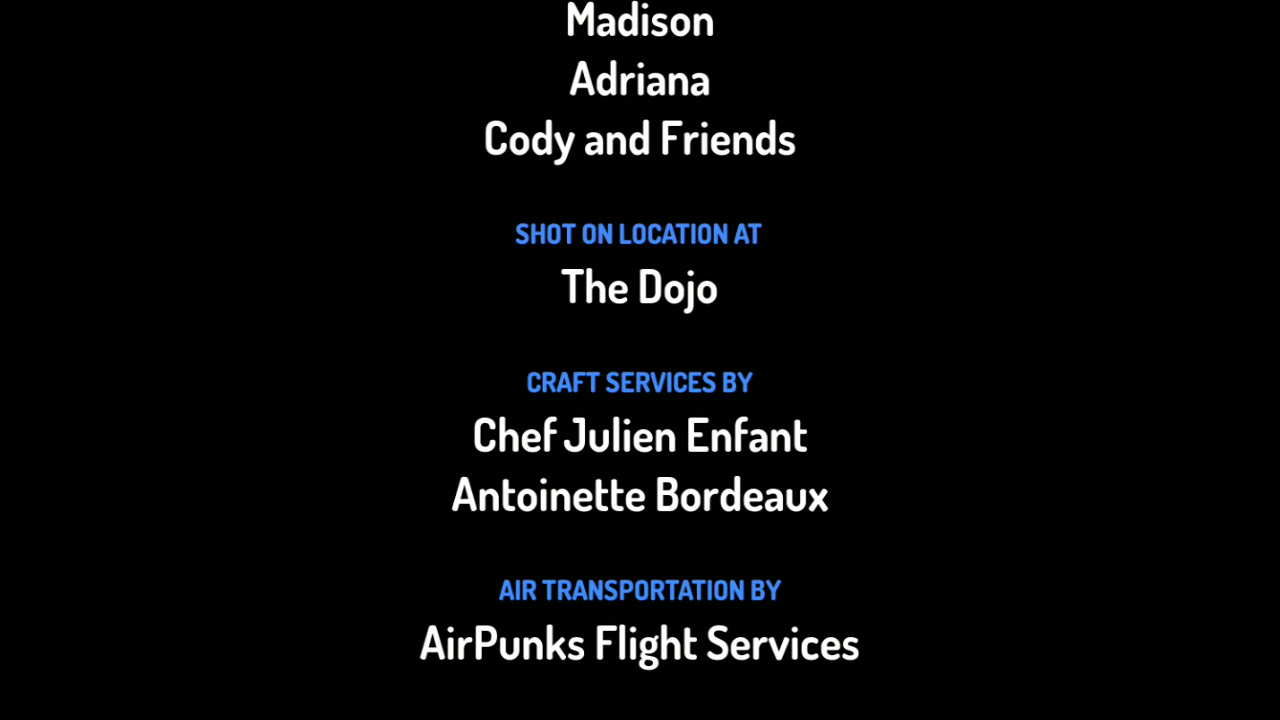 Madison
Adriana
Cody and Friends
SHOT ON LOCATION AT
The Dojo
CRAFT SERVICES BY
Chef Julien Enfant
Antoinette Bordeaux
AIR TRANSPORTATION BY
AirPunks Flight Services